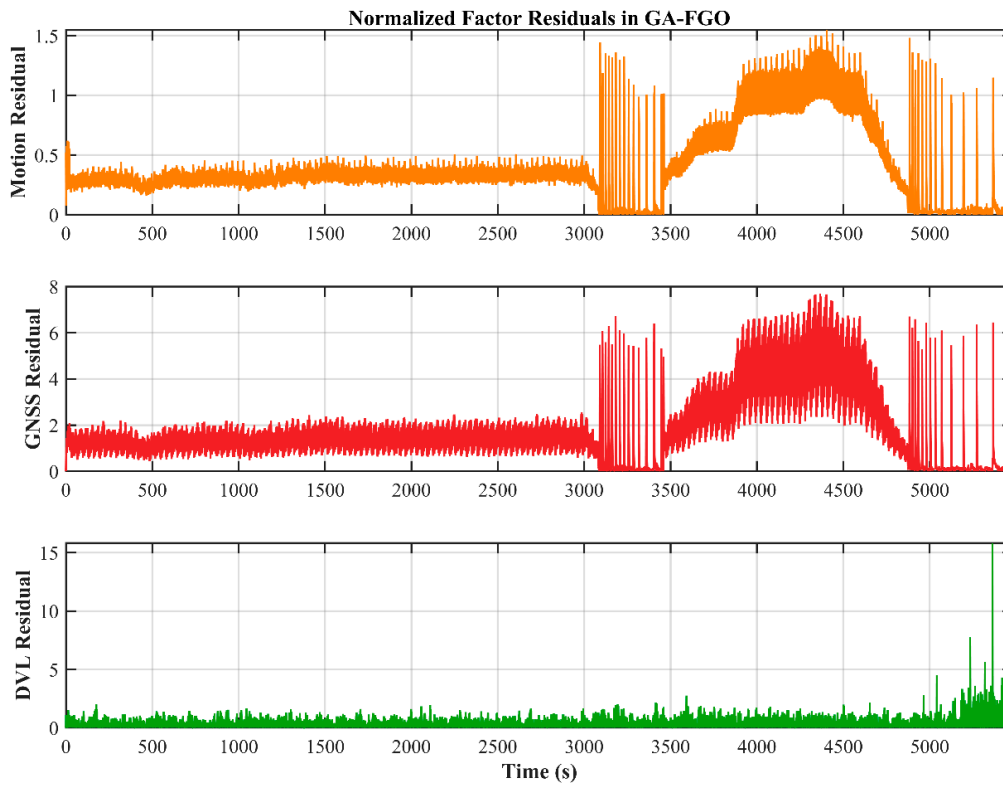 Normalized Factor Residuals in GA-FGO
Motion Residual
1.5
1
0.5
0
0 500 1000 1500 2000 2500 3000 3500 4000 4500 5000
GNSS Residual
8
6
4
2
0
0 500 1000 1500 2000 2500 3000 3500 4000 4500 5000
DVL Residual
15
10
5
0
0 500 1000 1500 2000 2500 3000 3500 4000 4500 5000
Time (s)